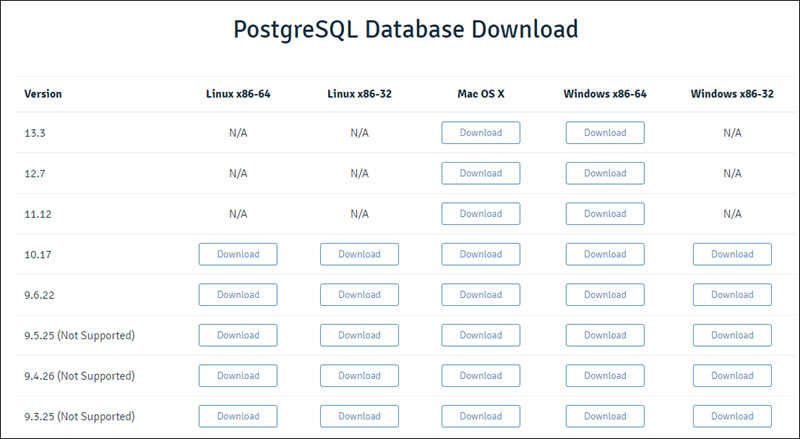 PostgreSQL Database Download
Version Linux x86-64 Linux x86-32 Mac OS X Windows x86-64 Windows x86-32
13.3 N/A N/A Download Download N/A
12.7 N/A N/A Download Download N/A
11.12 N/A N/A Download Download N/A
10.17 Download Download Download Download Download
9.6.22 Download Download Download Download Download
9.5.25 (Not Supported) Download Download Download Download Download
9.4.26 (Not Supported) Download Download Download Download Download
9.3.25 (Not Supported) Download Download Download Download Download